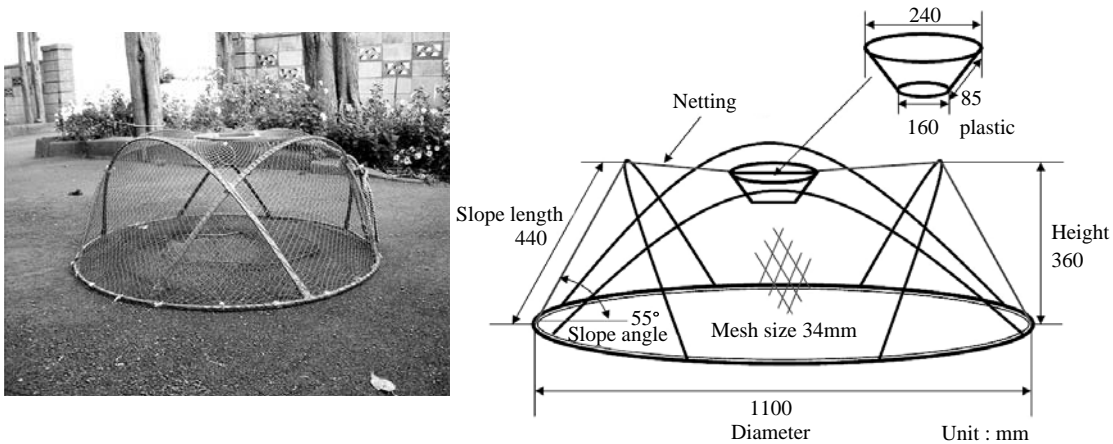 240
85
160
plastic
Netting
Slope length
440
Height
360
55°
Slope angle
Mesh size 34mm
1100
Diameter
Unit : mm